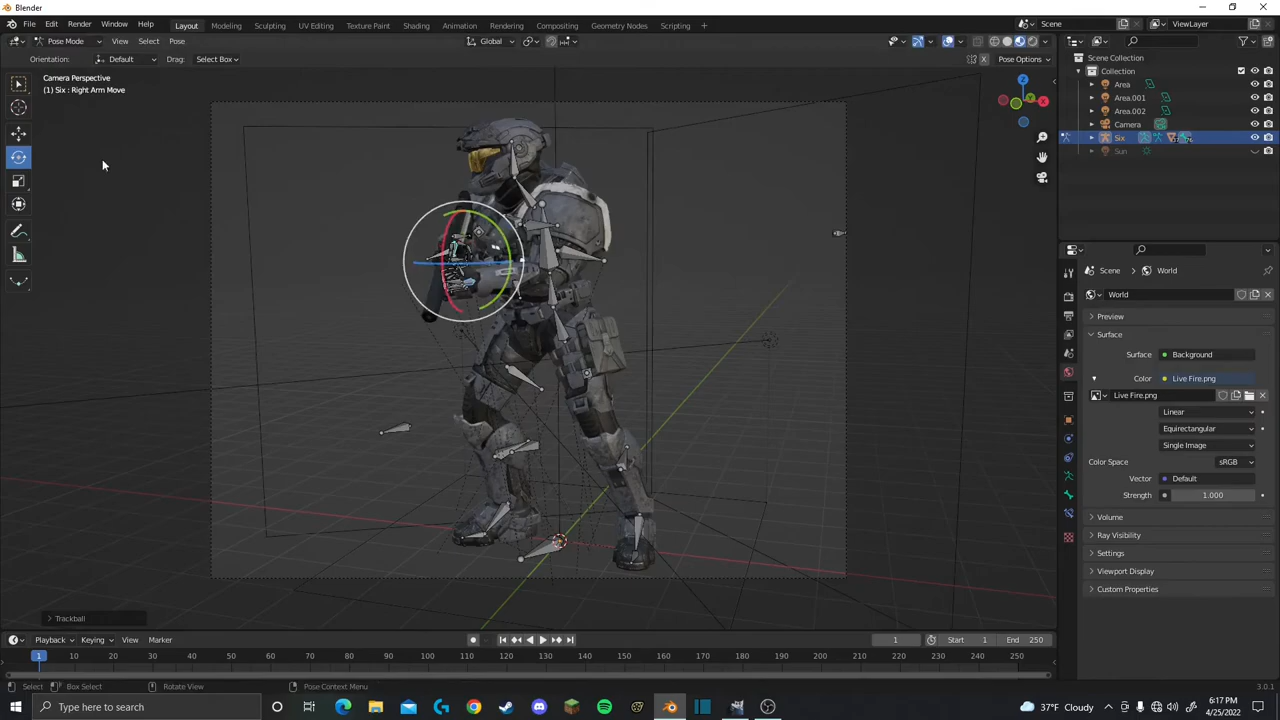 Blender
File Edit Render Window Help Layout Modeling Sculpting UV Editing Texture Paint Shading Animation Rendering Compositing Geometry Nodes Scripting + Scene ViewLayer
Pose Mode View Select Pose Global
Orientation: Default Drag: Select Box X Pose Options
Camera Perspective
(1) Six : Right Arm Move
Z
X
Y
Scene Collection
Collection
Area
Area.001
Area.002
Camera
Six
Sun
Scene > World
World
Preview
Surface
Surface Background
Color Live Fire.png
Live Fire.png
Linear
Equirectangular
Single Image
Color Space sRGB
Vector Default
Strength 1.000
Volume
Ray Visibility
Settings
Viewport Display
Custom Properties
> Trackball
Playback Keying View Marker 1 Start 1 End 250
1 10 20 30 40 50 60 70 80 90 100 110 120 130 140 150 160 170 180 190 200 210 220 230 240 250
Select Box Select Rotate View Pose Context Menu 3.0.1
Type here to search 37°F Cloudy 6:17 PM
4/25/2022